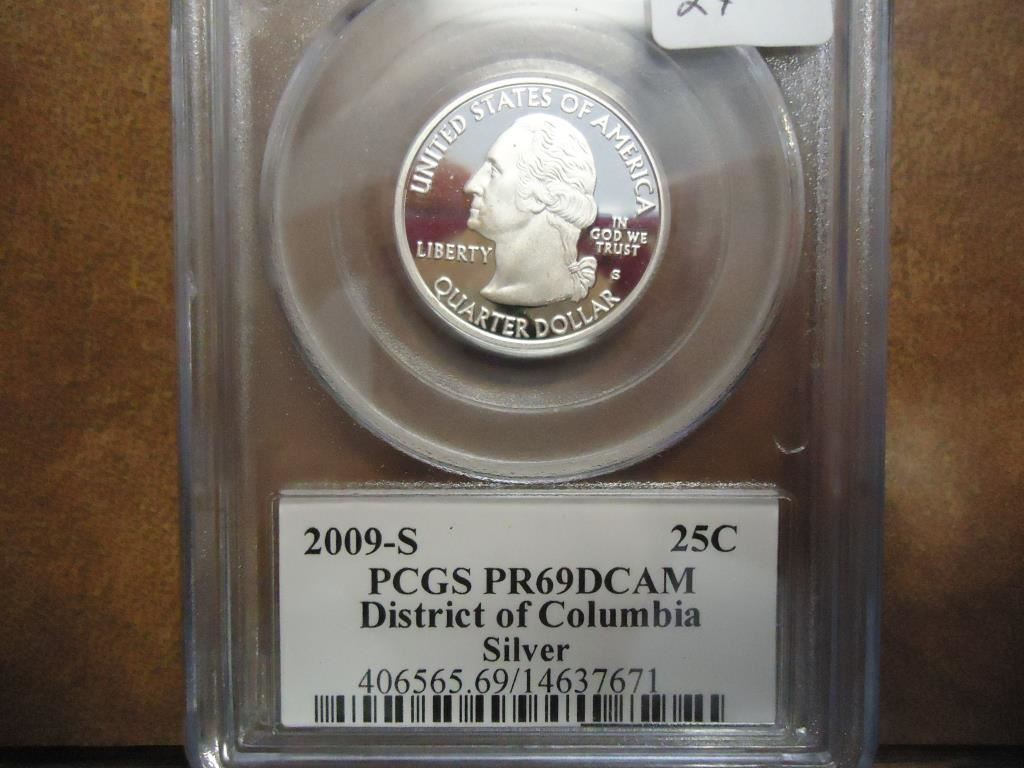 27
UNITED STATES OF AMERICA
LIBERTY
IN
GOD WE
TRUST
S
QUARTER DOLLAR
2009-S 25C
PCGS PR69DCAM
District of Columbia
Silver
406565.69/14637671